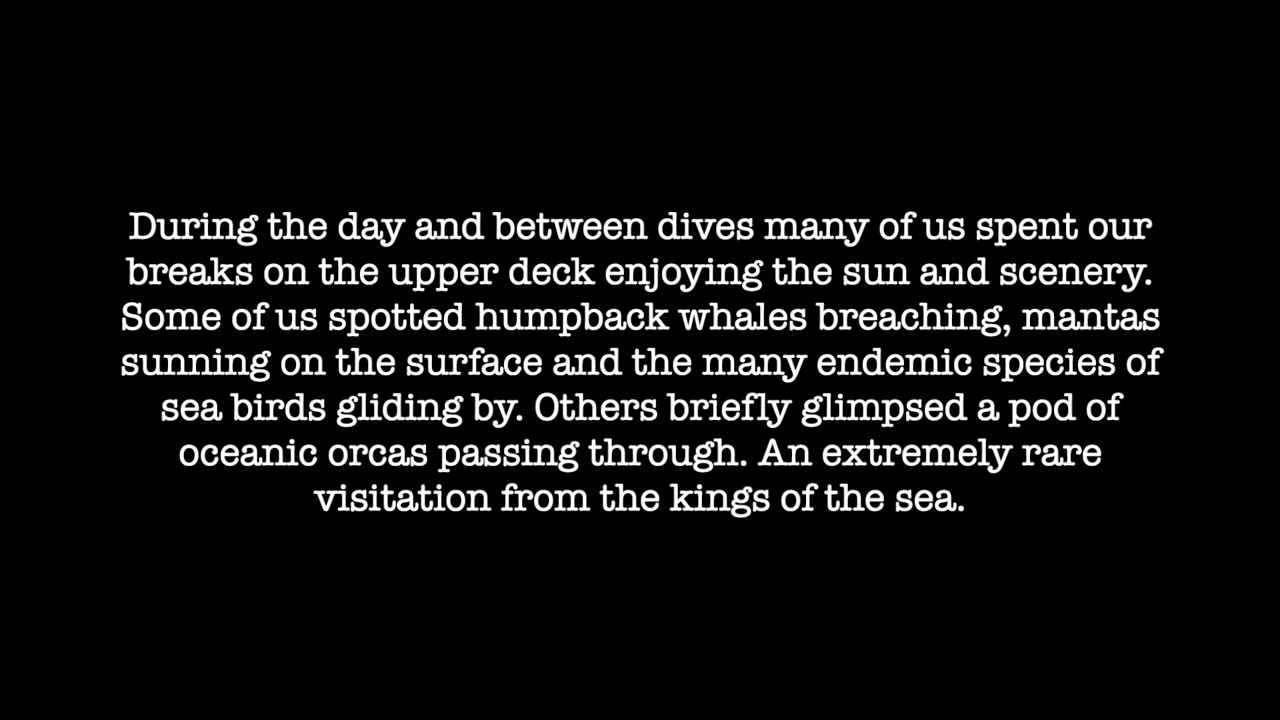 During the day and between dives many of us spent our
breaks on the upper deck enjoying the sun and scenery.
Some of us spotted humpback whales breaching, mantas
sunning on the surface and the many endemic species of
sea birds gliding by. Others briefly glimpsed a pod of
oceanic orcas passing through. An extremely rare
visitation from the kings of the sea.